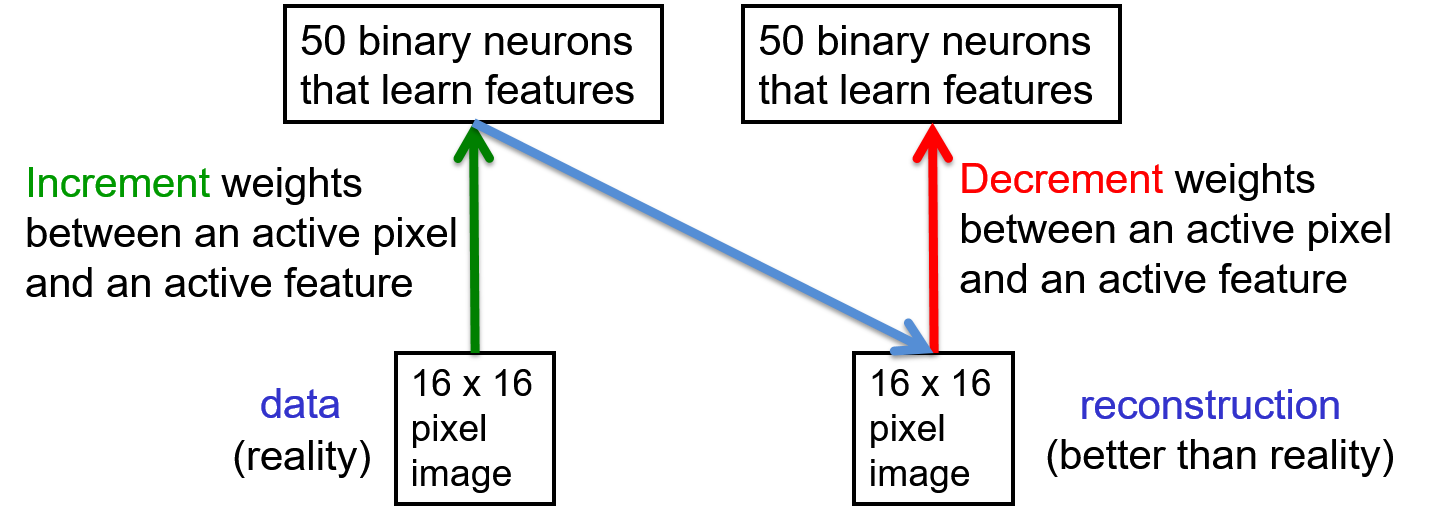 50 binary neurons
that learn features
50 binary neurons
that learn features
Increment weights
between an active pixel
and an active feature
Decrement weights
between an active pixel
and an active feature
data
(reality)
16 x 16
pixel
image
16 x 16
pixel
image
reconstruction
(better than reality)